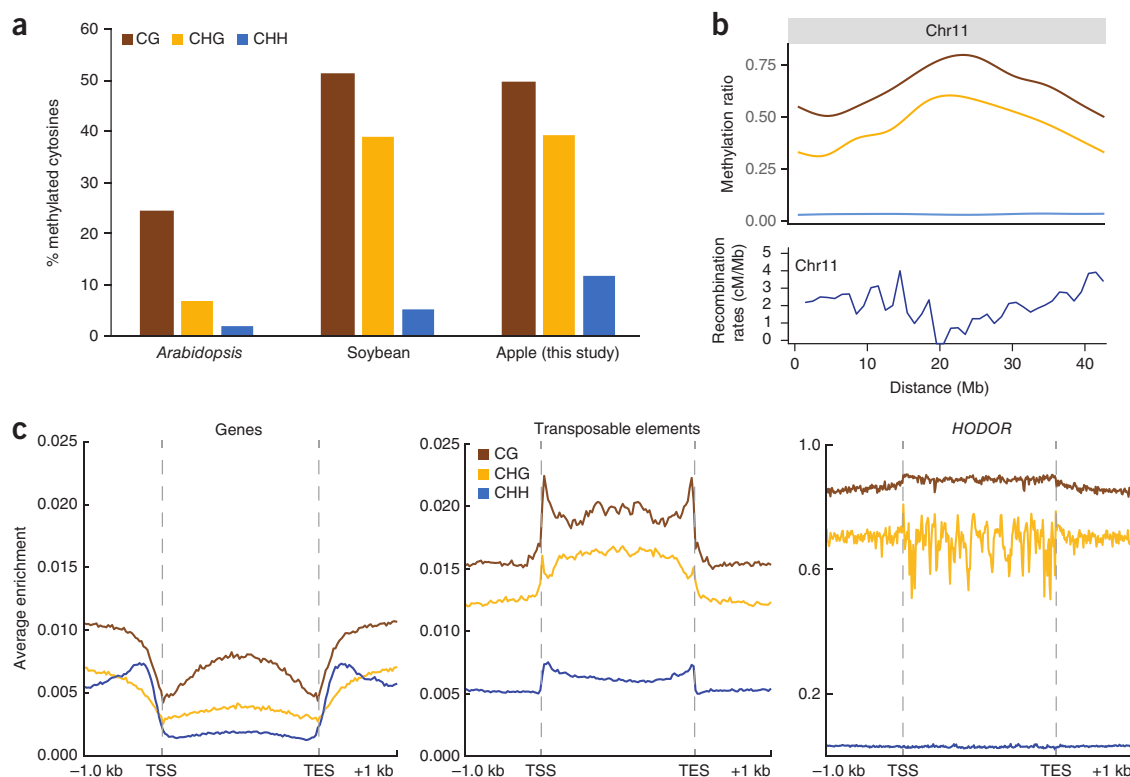 a
CG CHG CHH
% methylated cytosines
60
50
40
30
20
10
0
Arabidopsis Soybean Apple (this study)
b
Chr11
Methylation ratio
0.75
0.50
0.25
0.00
Recombination
rates (cM/Mb)
Chr11
5
4
3
2
1
0
0 10 20 30 40
Distance (Mb)
c
Genes
Average enrichment
0.025
0.020
0.015
0.010
0.005
0.000
–1.0 kb TSS TES +1 kb
Transposable elements
CG
CHG
CHH
0.025
0.020
0.015
0.010
0.005
0.000
–1.0 kb TSS TES +1 kb
HODOR
1.0
0.6
0.2
–1.0 kb TSS TES +1 kb